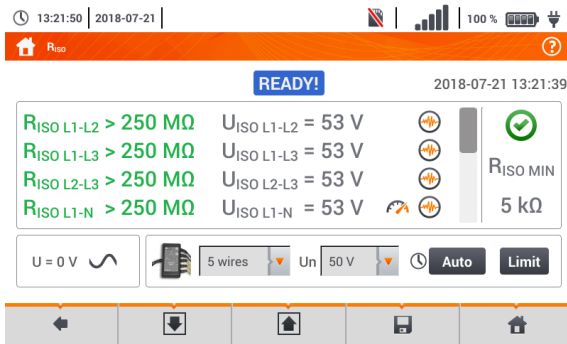 13:21:50 2018-07-21 100 %
RISO ?
READY! 2018-07-21 13:21:39
RISO L1-L2 > 250 MΩ UISO L1-L2 = 53 V
RISO L1-L3 > 250 MΩ UISO L1-L3 = 53 V
RISO L2-L3 > 250 MΩ UISO L2-L3 = 53 V
RISO L1-N > 250 MΩ UISO L1-N = 53 V
RISO MIN
5 kΩ
U = 0 V 5 wires Un 50 V Auto Limit